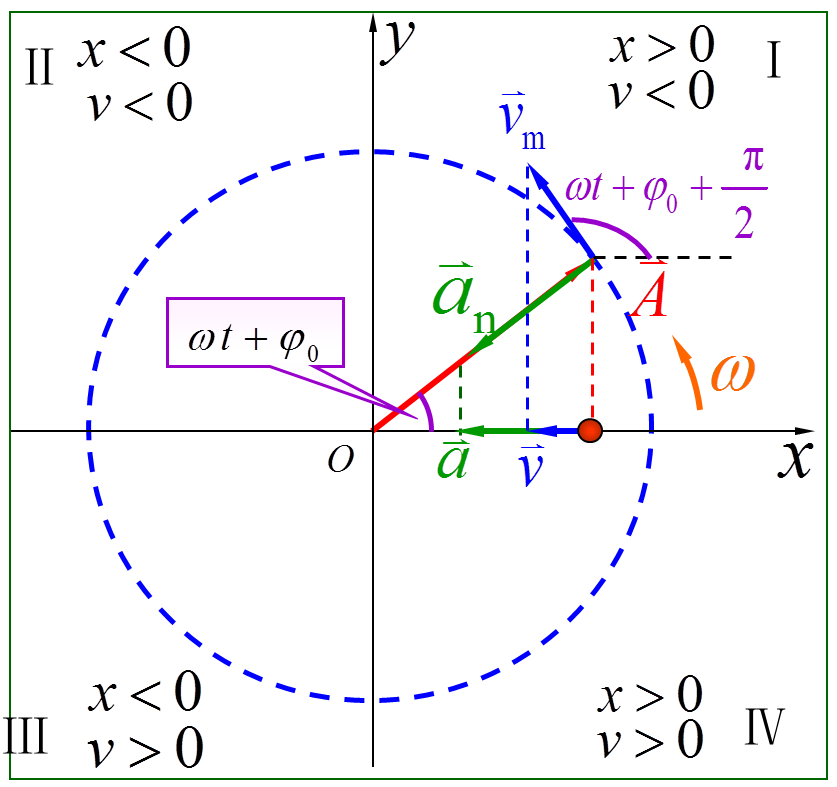 II
x < 0
v < 0
y
x > 0
v < 0
I
v⃗m
ωt + φ0 + π/2
a⃗n
A⃗
ωt + φ0
ω
O
a⃗
v⃗
x
III
x < 0
v > 0
x > 0
v > 0
IV